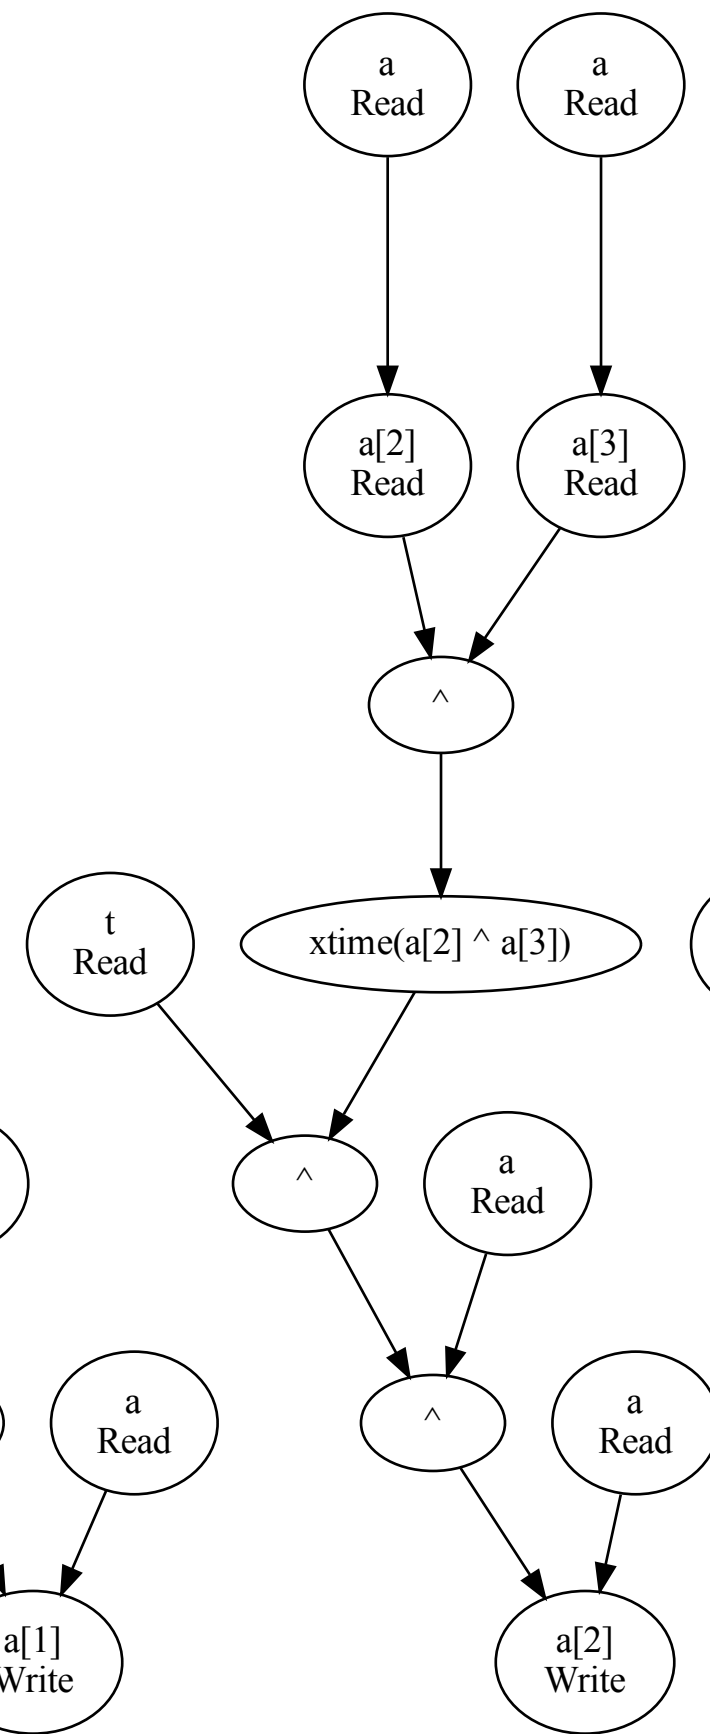 a
Read
a
Read
a[2]
Read
a[3]
Read
^
t
Read
xtime(a[2] ^ a[3])
^
a
Read
a
Read
^
a
Read
a[1]
Write
a[2]
Write